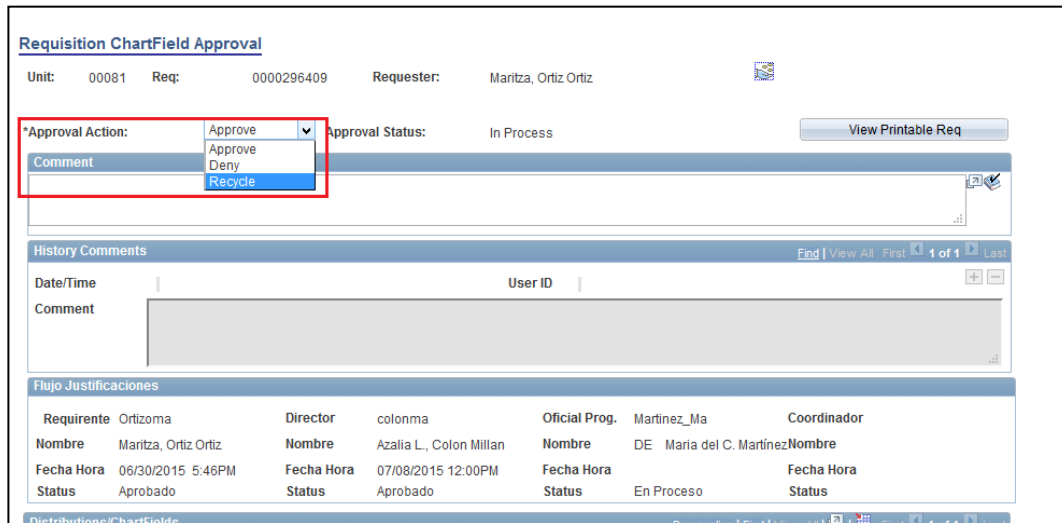 Requisition ChartField Approval
Unit: 00081 Req: 0000296409 Requester: Maritza, Ortiz Ortiz
*Approval Action: Approve Approval Status: In Process View Printable Req
Approve
Deny
Recycle
Comment
History Comments Find | View All First 1 of 1 Last
Date/Time User ID
Comment
Flujo Justificaciones
Requirente Ortizoma Director colonma Oficial Prog. Martinez_Ma Coordinador
Nombre Maritza, Ortiz Ortiz Nombre Azalia L., Colon Millan Nombre DE Maria del C. Martínez Nombre
Fecha Hora 06/30/2015 5:46PM Fecha Hora 07/08/2015 12:00PM Fecha Hora Fecha Hora
Status Aprobado Status Aprobado Status En Proceso Status
Distributions/ChartFields